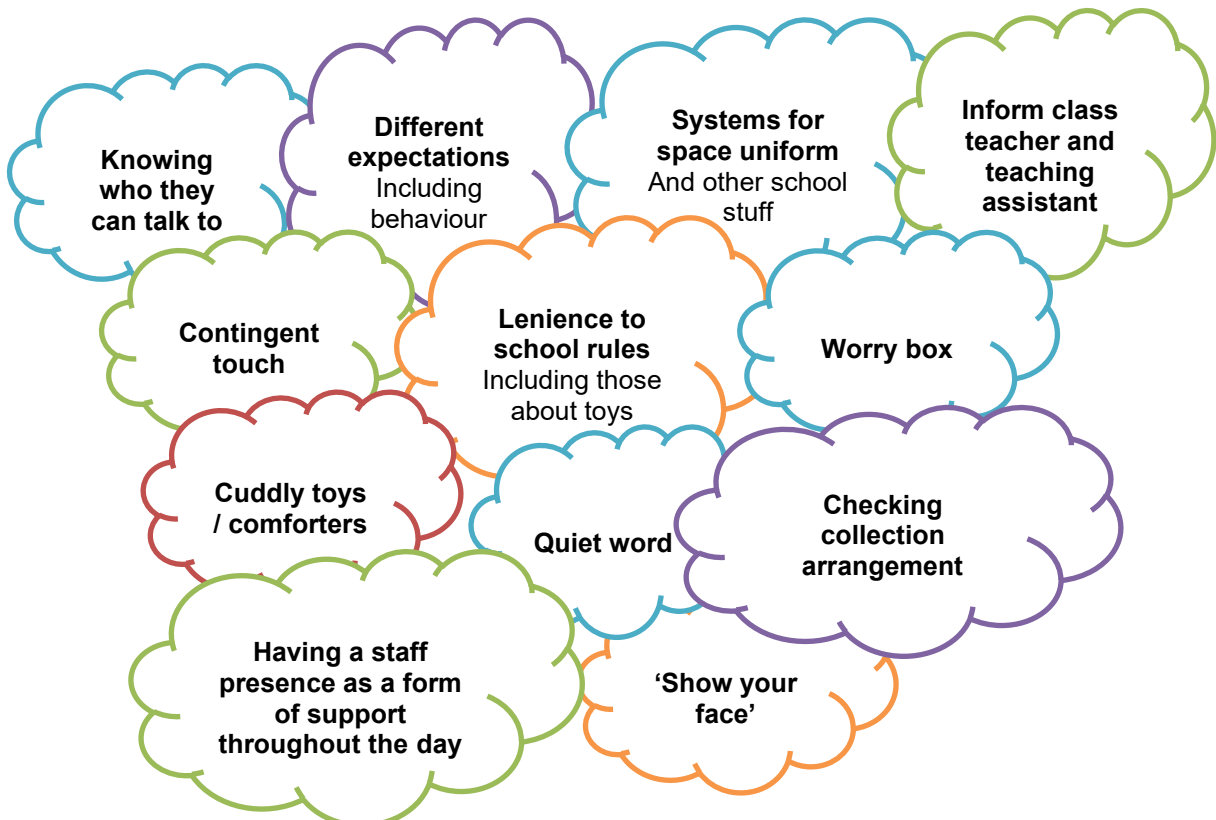 Knowing
who they
can talk to
Different
expectations
Including
behaviour
Systems for
space uniform
And other school
stuff
Inform class
teacher and
teaching
assistant
Contingent
touch
Lenience to
school rules
Including those
about toys
Worry box
Cuddly toys
/ comforters
Quiet word
Checking
collection
arrangement
Having a staff
presence as a form
of support
throughout the day
‘Show your
face’